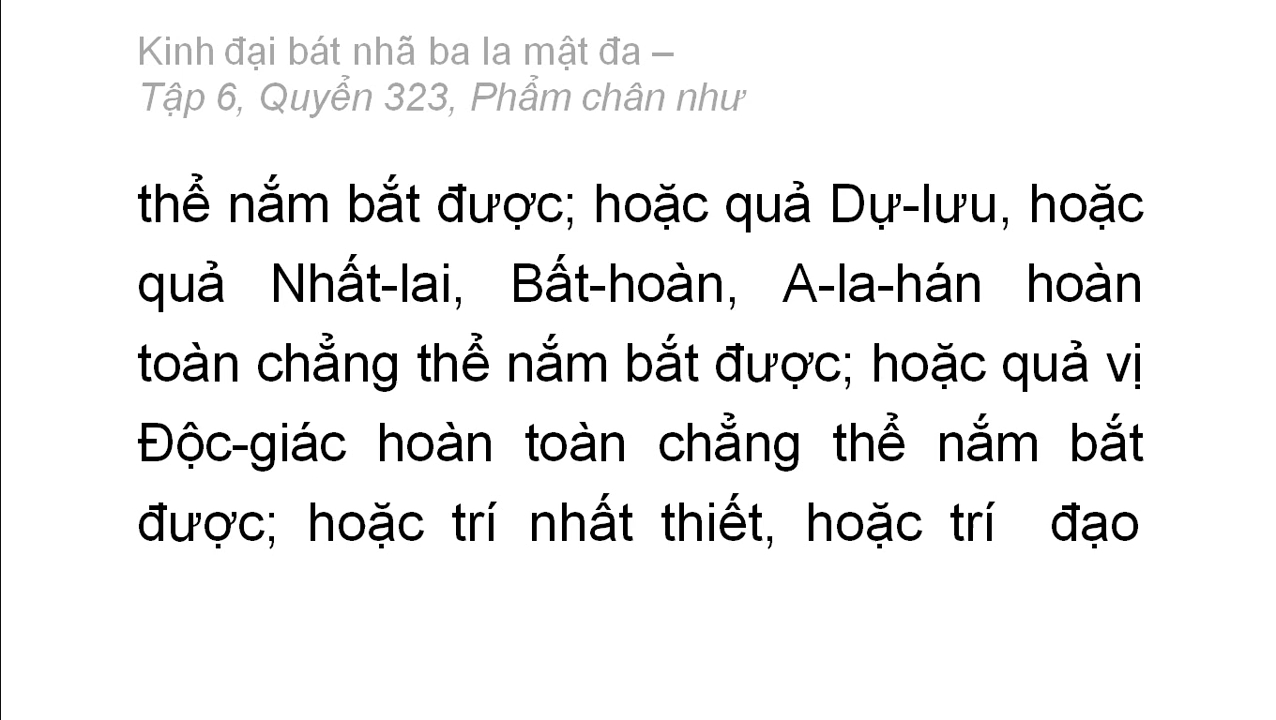 Kinh đại bát nhã ba la mật đa –
Tập 6, Quyển 323, Phẩm chân như
thể nắm bắt được; hoặc quả Dự-lưu, hoặc
quả Nhất-lai, Bất-hoàn, A-la-hán hoàn
toàn chẳng thể nắm bắt được; hoặc quả vị
Độc-giác hoàn toàn chẳng thể nắm bắt
được; hoặc trí nhất thiết, hoặc trí đạo